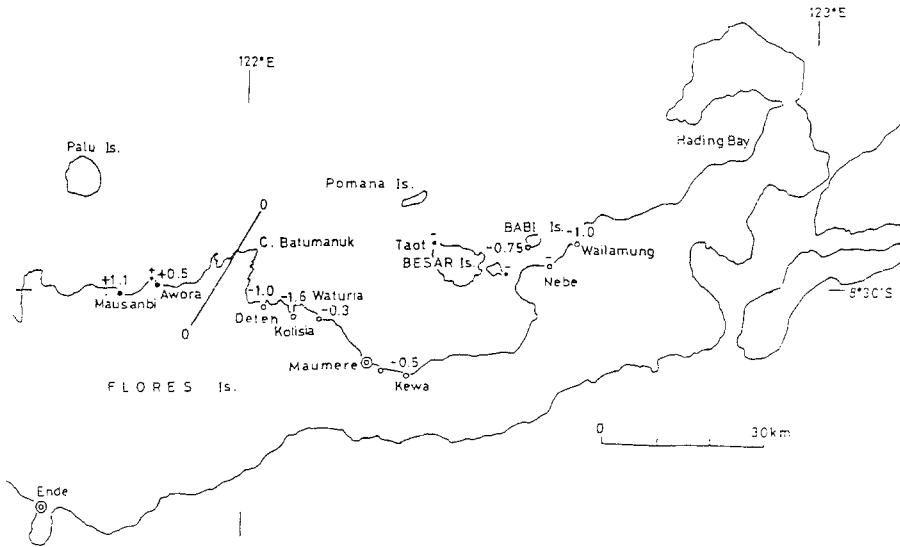 123°E
122°E
Hading Bay
Palu Is.
Pomana Is.
0
C. Batumanuk
BABI Is.
-1.0
Taot
-
-0.75
Wailamung
BESAR Is.
-
-
Nebe
+1.1
+
+0.5
Mausanbi
Awora
8°30'S
-1.0
-1.6
Waturia
-0.3
Deten
Kolisia
0
Maumere
-0.5
Kewa
FLORES Is.
0
30km
Ende